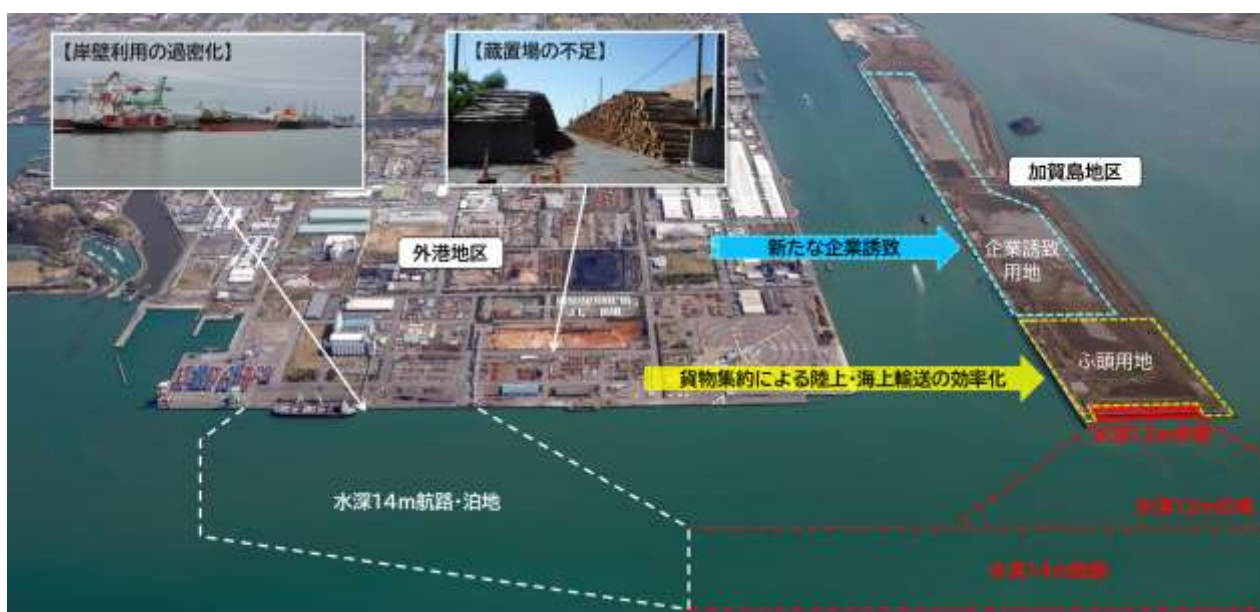 【岸壁利用の過密化】
【蔵置場の不足】
加賀島地区
外港地区
新たな企業誘致
企業誘致
用地
ふ頭用地
貨物集約による陸上・海上輸送の効率化
水深14m航路・泊地